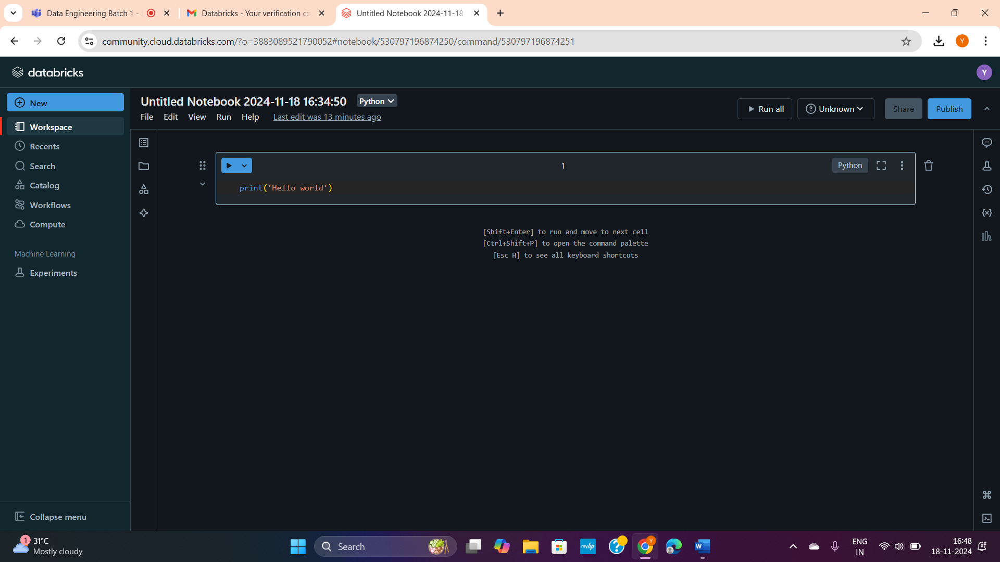 Data Engineering Batch 1 -
Databricks - Your verification co
Untitled Notebook 2024-11-18
community.cloud.databricks.com/?o=3883089521790052#notebook/530797196874250/command/530797196874251
Y
databricks
Y
New
Workspace
Recents
Search
Catalog
Workflows
Compute
Machine Learning
Experiments
Collapse menu
Untitled Notebook 2024-11-18 16:34:50
Python
File Edit View Run Help Last edit was 13 minutes ago
Run all
Unknown
Share
Publish
1
Python
print('Hello world')
[Shift+Enter] to run and move to next cell
[Ctrl+Shift+P] to open the command palette
[Esc H] to see all keyboard shortcuts
1
31°C
Mostly cloudy
Search
myhp
Y
W
ENG
IN
16:48
18-11-2024